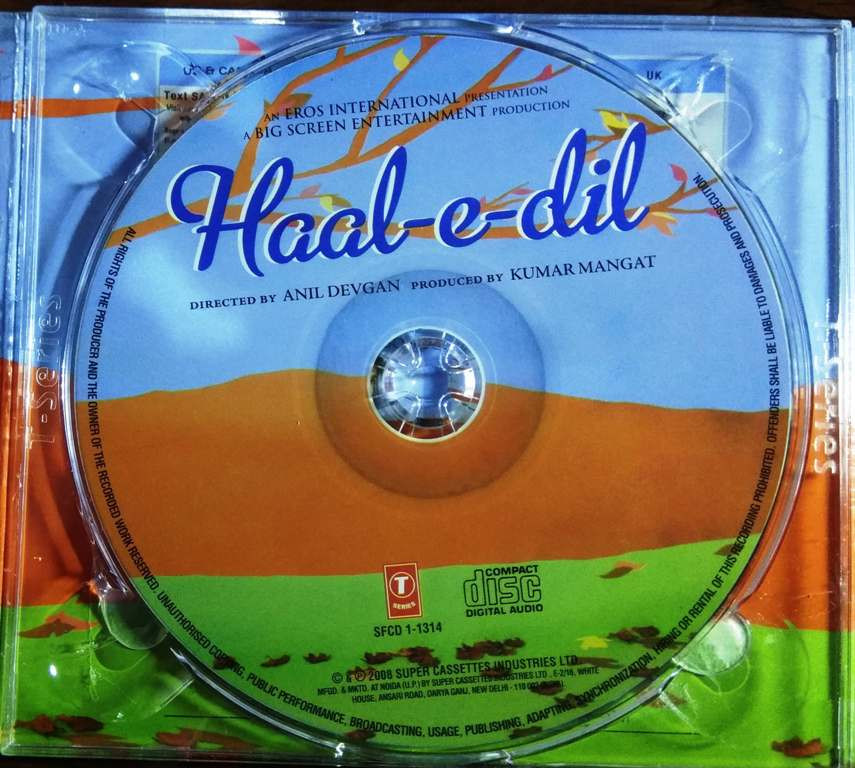 UK
AN EROS INTERNATIONAL PRESENTATION
A BIG SCREEN ENTERTAINMENT PRODUCTION
Haal-e-dil
DIRECTED BY ANIL DEVGAN PRODUCED BY KUMAR MANGAT
T-Series
T-Series
T
SERIES
COMPACT
disc
DIGITAL AUDIO
SFCD 1-1314
© & ℗ 2008 SUPER CASSETTES INDUSTRIES LTD.
MFGD. & MKTD. AT NOIDA (U.P.) BY SUPER CASSETTES INDUSTRIES LTD., E-2/16, WHITE
HOUSE, ANSARI ROAD, DARYA GANJ, NEW DELHI - 110 002
ALL RIGHTS OF THE PRODUCER AND THE OWNER OF THE RECORDED WORK RESERVED. UNAUTHORISED COPYING, PUBLIC PERFORMANCE, BROADCASTING, USAGE, PUBLISHING, ADAPTING, SYNCHRONIZATION, HIRING OR RENTAL OF THIS RECORDING PROHIBITED. OFFENDERS SHALL BE LIABLE TO DAMAGES AND PROSECUTION.